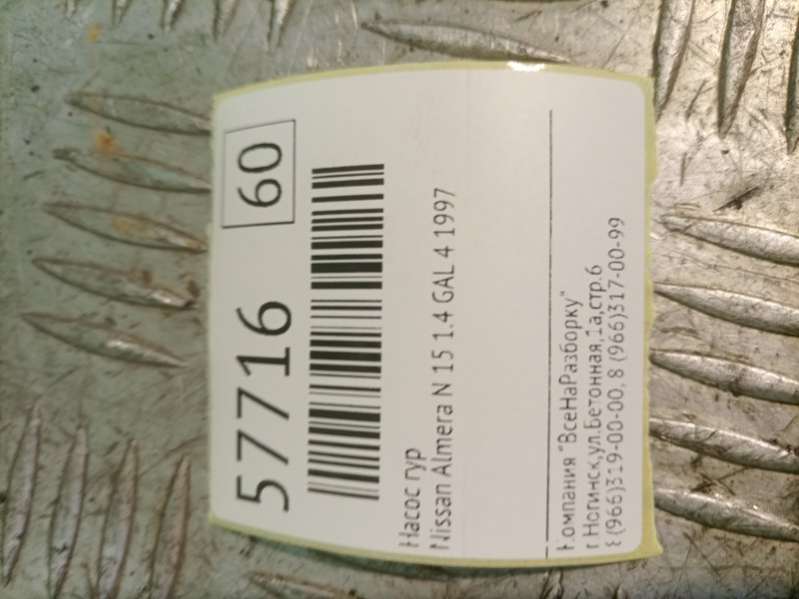 57716 60
Насос гур
Nissan Almera N 15 1.4 GAL 4 1997
Компания "ВсеНаРазборку"
г.Ногинск,ул.Бетонная,1а,стр.6
8 (966)319-00-00, 8 (966)317-00-99